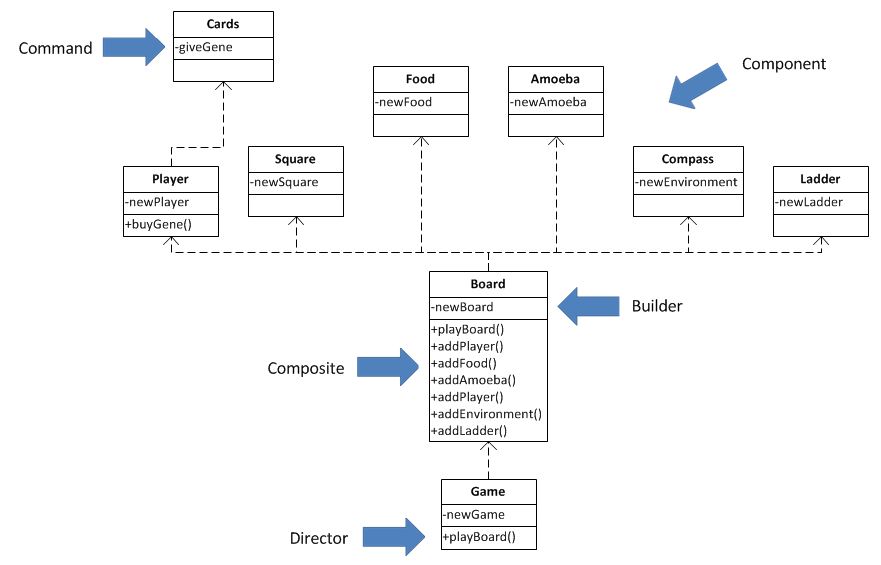 Cards
-giveGene
Command
Food
-newFood
Amoeba
-newAmoeba
Component
Player
-newPlayer
+buyGene()
Square
-newSquare
Compass
-newEnvironment
Ladder
-newLadder
Board
-newBoard
+playBoard()
+addPlayer()
+addFood()
+addAmoeba()
+addPlayer()
+addEnvironment()
+addLadder()
Builder
Composite
Game
-newGame
+playBoard()
Director